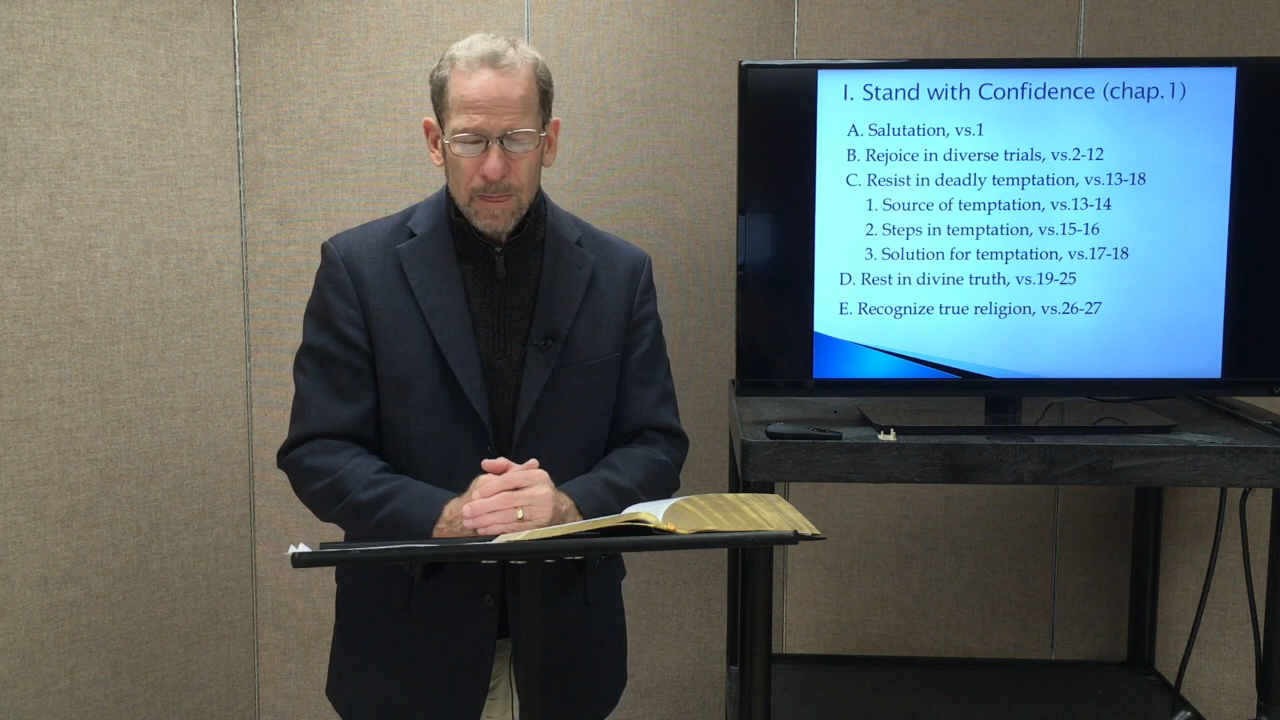 I. Stand with Confidence (chap.1)
A. Salutation, vs.1
B. Rejoice in diverse trials, vs.2-12
C. Resist in deadly temptation, vs.13-18
1. Source of temptation, vs.13-14
2. Steps in temptation, vs.15-16
3. Solution for temptation, vs.17-18
D. Rest in divine truth, vs.19-25
E. Recognize true religion, vs.26-27